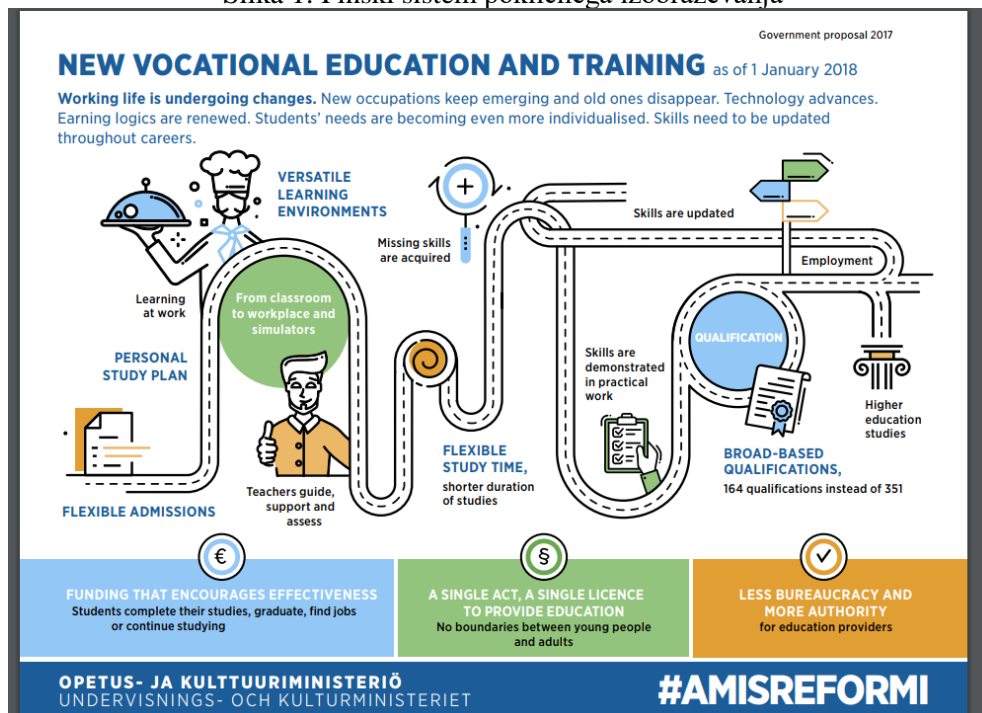 Slika 1: Finski sistem poklicnega izobraževanja
Government proposal 2017
NEW VOCATIONAL EDUCATION AND TRAINING as of 1 January 2018
Working life is undergoing changes. New occupations keep emerging and old ones disappear. Technology advances.
Earning logics are renewed. Students' needs are becoming even more individualised. Skills need to be updated
throughout careers.
VERSATILE
LEARNING
ENVIRONMENTS
Learning
at work
From classroom
to workplace and
simulators
PERSONAL
STUDY PLAN
FLEXIBLE ADMISSIONS
Teachers guide,
support and
assess
Missing skills
are acquired
FLEXIBLE
STUDY TIME,
shorter duration
of studies
Skills are updated
Employment
Skills are
demonstrated
in practical
work
QUALIFICATION
BROAD-BASED
QUALIFICATIONS,
164 qualifications instead of 351
Higher
education
studies
€
FUNDING THAT ENCOURAGES EFFECTIVENESS
Students complete their studies, graduate, find jobs
or continue studying
§
A SINGLE ACT, A SINGLE LICENCE
TO PROVIDE EDUCATION
No boundaries between young people
and adults
LESS BUREAUCRACY AND
MORE AUTHORITY
for education providers
OPETUS- JA KULTTUURIMINISTERIÖ
UNDERVISNINGS- OCH KULTURMINISTERIET
#AMISREFORMI